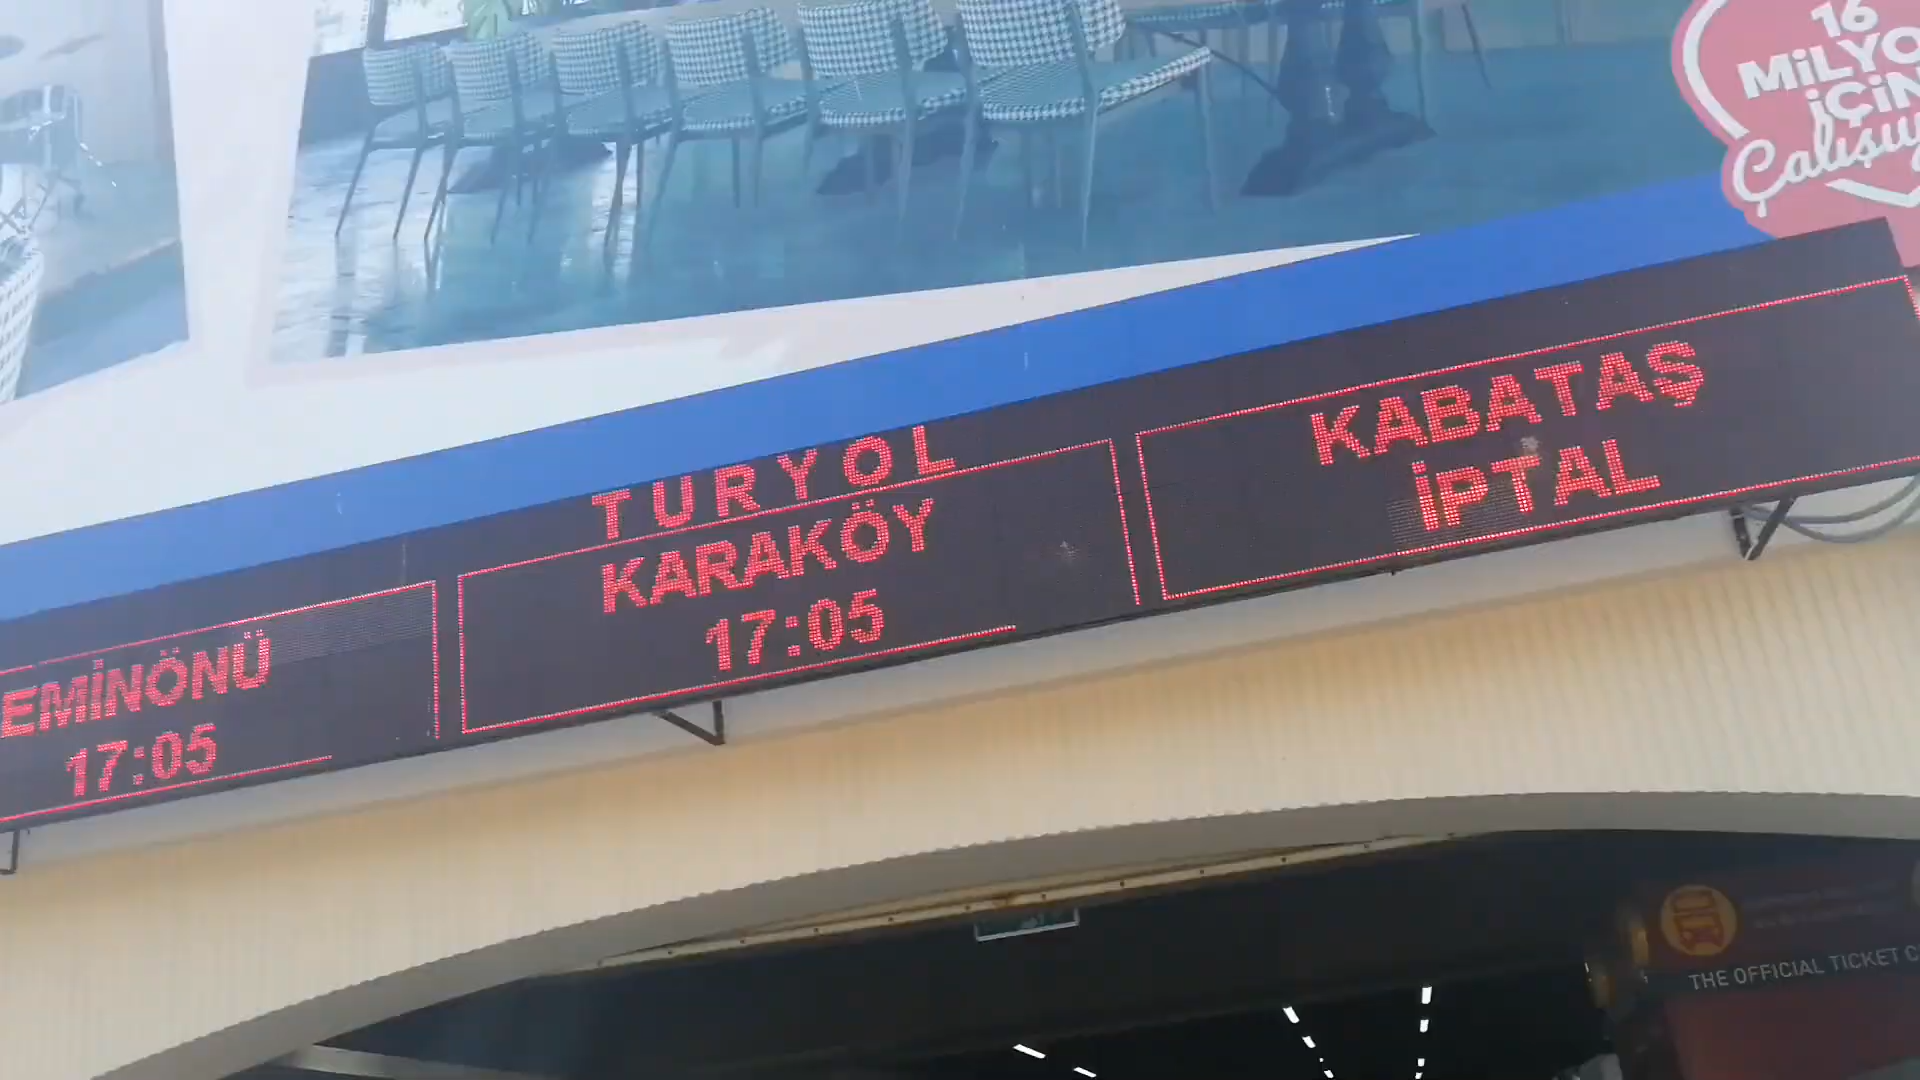 16
MİLYO
İÇİN
Çalışıy
TURYOL
EMİNÖNÜ
17:05
KARAKÖY
17:05
KABATAŞ
İPTAL
THE OFFICIAL TICKET C